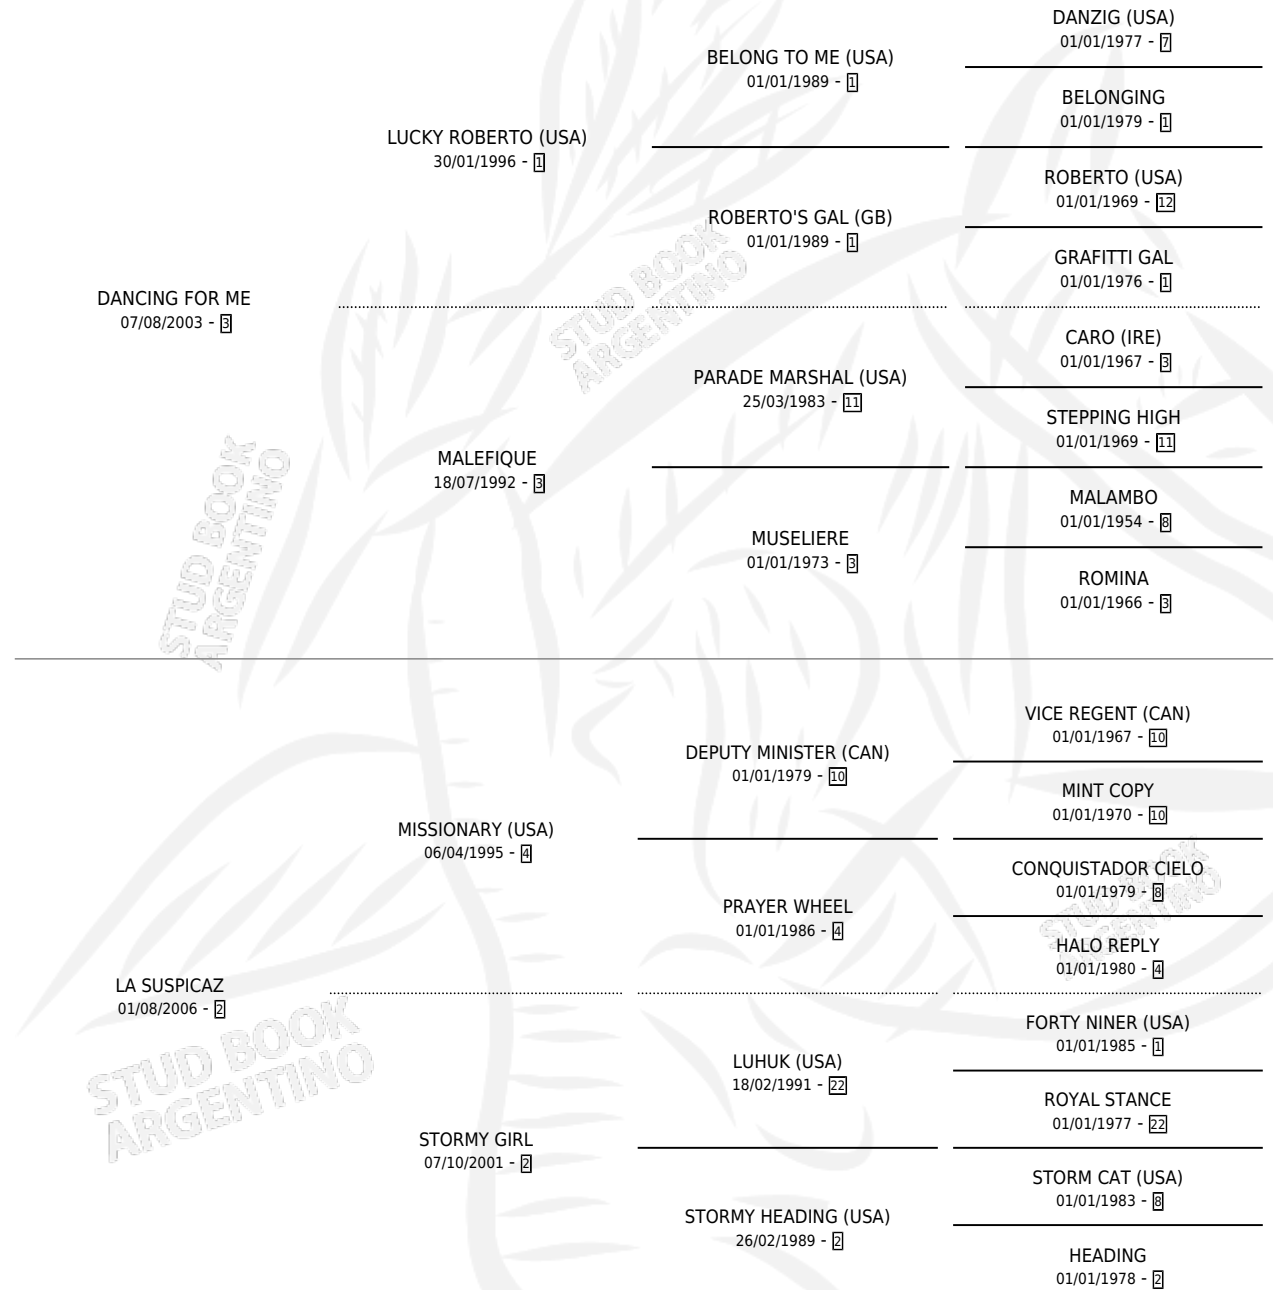 DANCING FOR ME
07/08/2003 - 3
LUCKY ROBERTO (USA)
30/01/1996 - 1
MALEFIQUE
18/07/1992 - 3
BELONG TO ME (USA)
01/01/1989 - 1
ROBERTO'S GAL (GB)
01/01/1989 - 1
PARADE MARSHAL (USA)
25/03/1983 - 11
MUSELIERE
01/01/1973 - 3
DANZIG (USA)
01/01/1977 - 7
BELONGING
01/01/1979 - 1
ROBERTO (USA)
01/01/1969 - 12
GRAFITTI GAL
01/01/1976 - 1
CARO (IRE)
01/01/1967 - 3
STEPPING HIGH
01/01/1969 - 11
MALAMBO
01/01/1954 - 8
ROMINA
01/01/1966 - 3
LA SUSPICAZ
01/08/2006 - 2
MISSIONARY (USA)
06/04/1995 - 4
STORMY GIRL
07/10/2001 - 2
DEPUTY MINISTER (CAN)
01/01/1979 - 10
PRAYER WHEEL
01/01/1986 - 4
LUHUK (USA)
18/02/1991 - 22
STORMY HEADING (USA)
26/02/1989 - 2
VICE REGENT (CAN)
01/01/1967 - 10
MINT COPY
01/01/1970 - 10
CONQUISTADOR CIELO
01/01/1979 - 8
HALO REPLY
01/01/1980 - 4
FORTY NINER (USA)
01/01/1985 - 1
ROYAL STANCE
01/01/1977 - 22
STORM CAT (USA)
01/01/1983 - 8
HEADING
01/01/1978 - 2
STUD BOOK
ARGENTINO
STUD BOOK
ARGENTINO
STUD BOOK
ARGENTINO
STUD BOOK
ARGENTINO